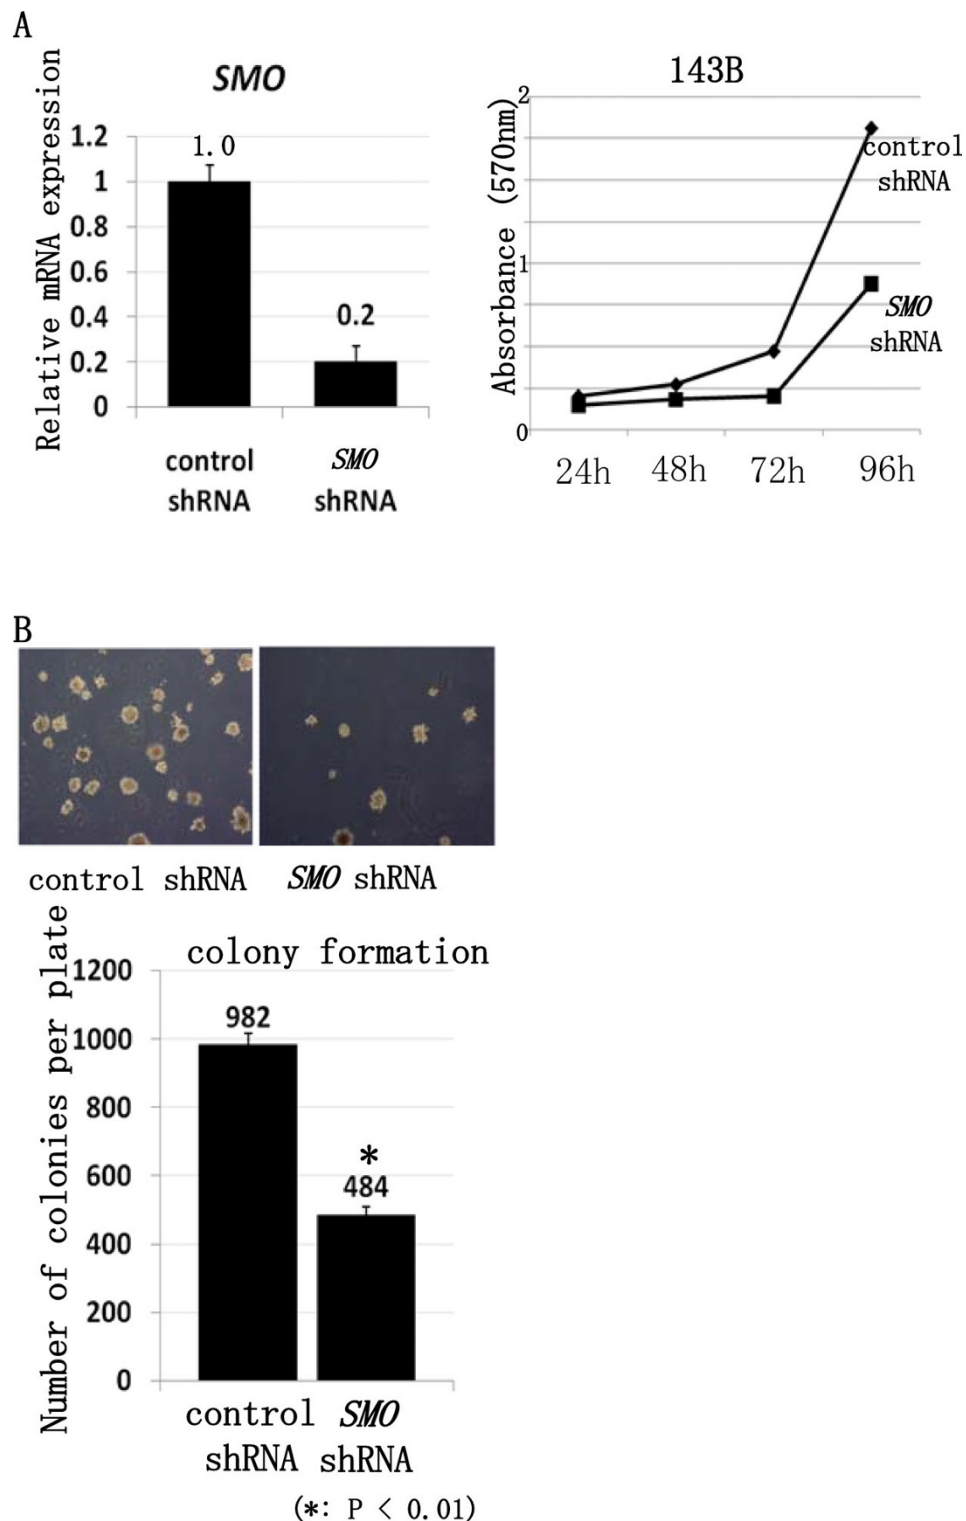 A
SMO
Relative mRNA expression
1.2
1
0.8
0.6
0.4
0.2
0
1.0
0.2
control
shRNA
SMO
shRNA
143B
Absorbance (570nm)
2
1
0
control
shRNA
SMO
shRNA
24h 48h 72h 96h
B
control shRNA SMO shRNA
colony formation
Number of colonies per plate
1200
1000
800
600
400
200
0
982
*
484
control
shRNA
SMO
shRNA
(*: P < 0.01)